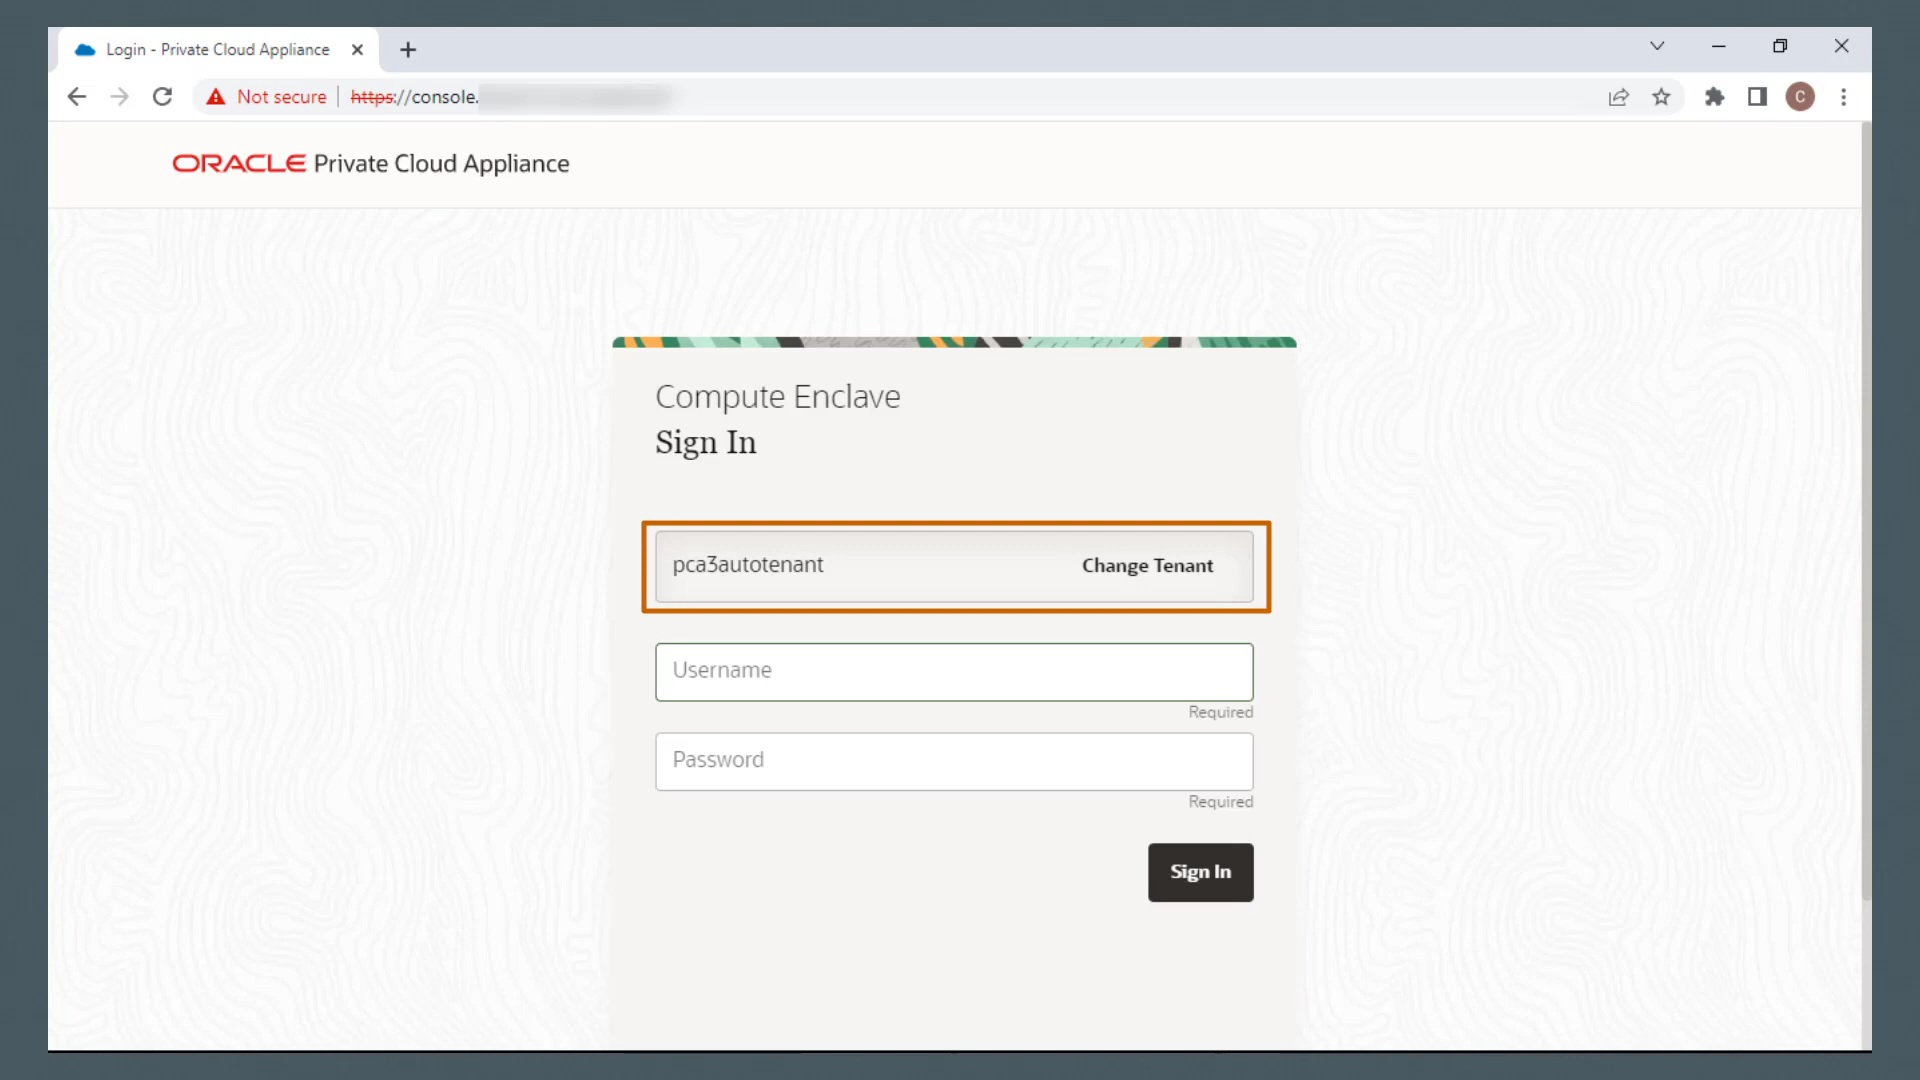 Login - Private Cloud Appliance
Not secure https://console.
C
ORACLE Private Cloud Appliance
Compute Enclave
Sign In
pca3autotenant Change Tenant
Username
Required
Password
Required
Sign In